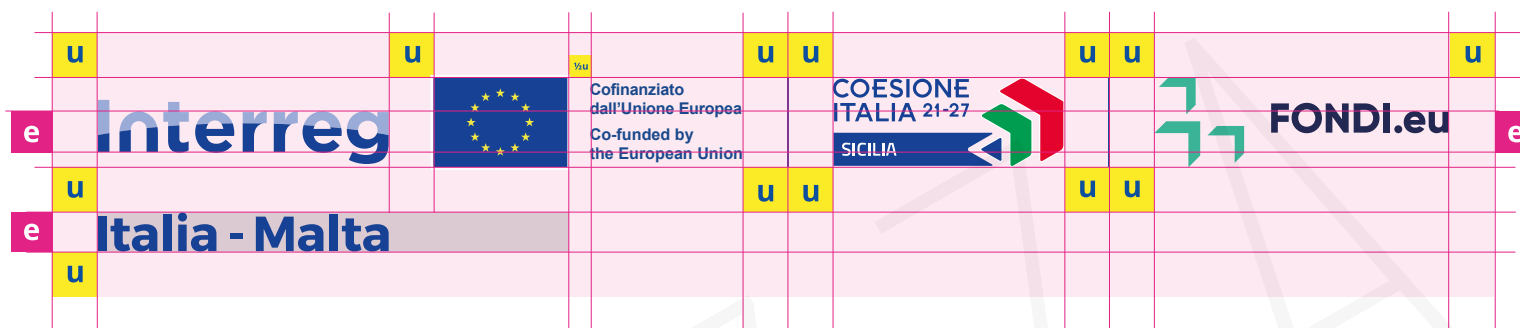 u u u u u u u
½u
Interreg
Cofinanziato
dall'Unione Europea
Co-funded by
the European Union
COESIONE
ITALIA 21-27
SICILIA
FONDI.eu
e e
u u u u u
e
Italia - Malta
u